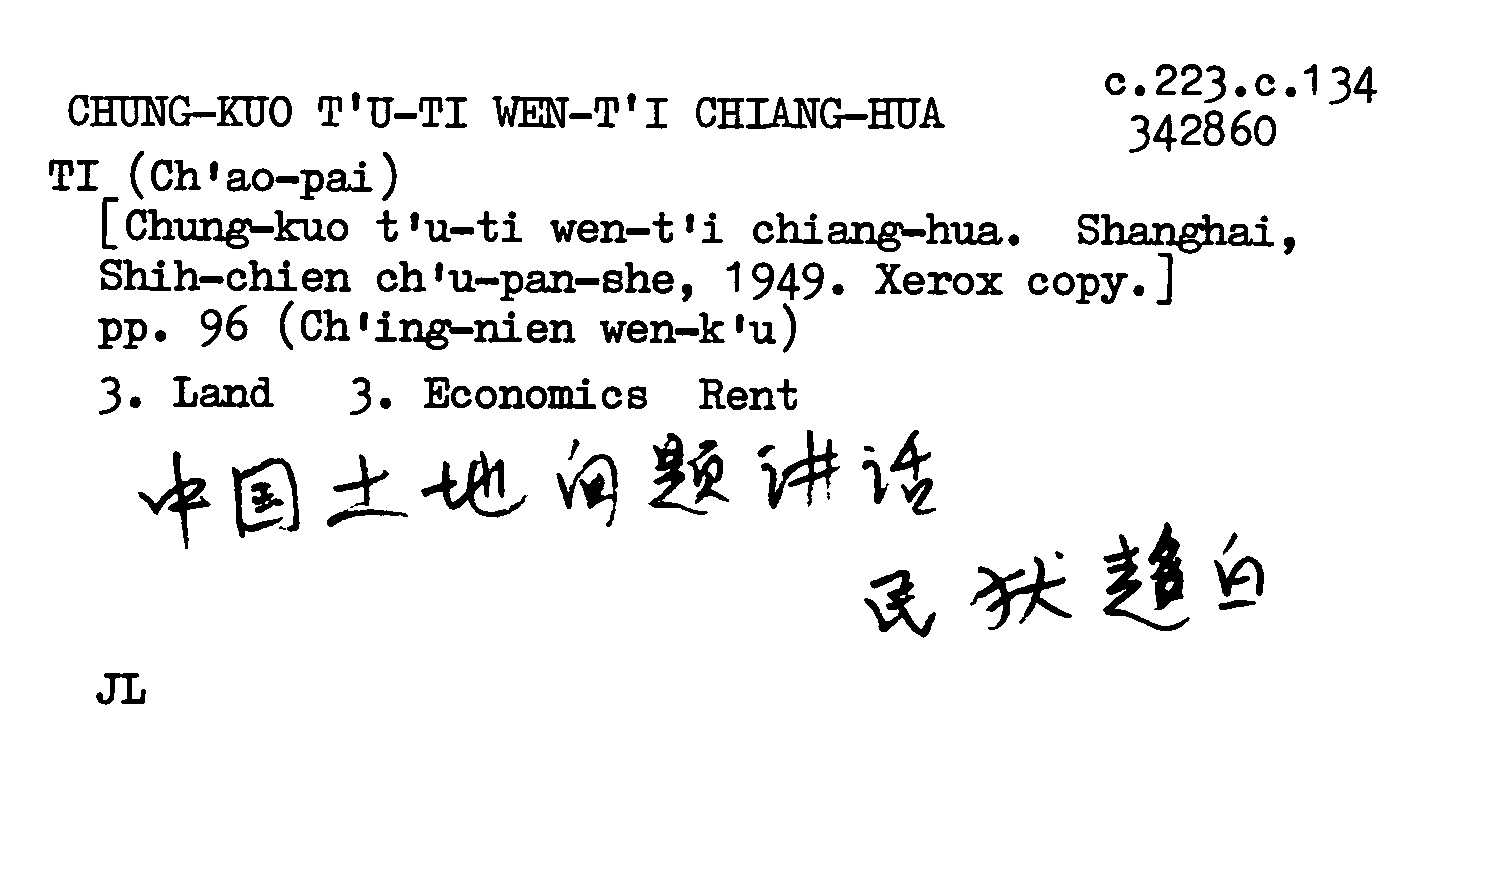 c.223.c.134
CHUNG-KUO T'U-TI WEN-T'I CHIANG-HUA
342860
TI (Ch'ao-pai)
[Chung-kuo t'u-ti wen-t'i chiang-hua. Shanghai,
Shih-chien ch'u-pan-she, 1949. Xerox copy.]
pp. 96 (Ch'ing-nien wen-k'u)
3. Land 3. Economics Rent
中国土地问题讲话
民狄超白
JL